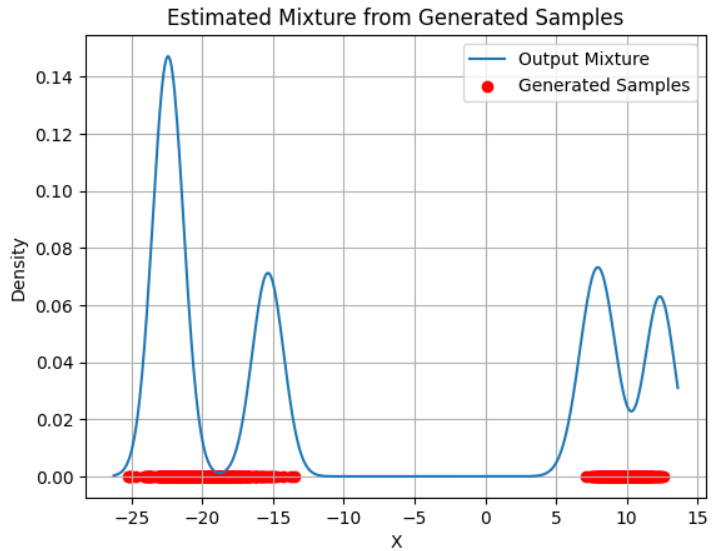 Estimated Mixture from Generated Samples
Output Mixture
Generated Samples
Density
0.14
0.12
0.10
0.08
0.06
0.04
0.02
0.00
−25 −20 −15 −10 −5 0 5 10 15
X